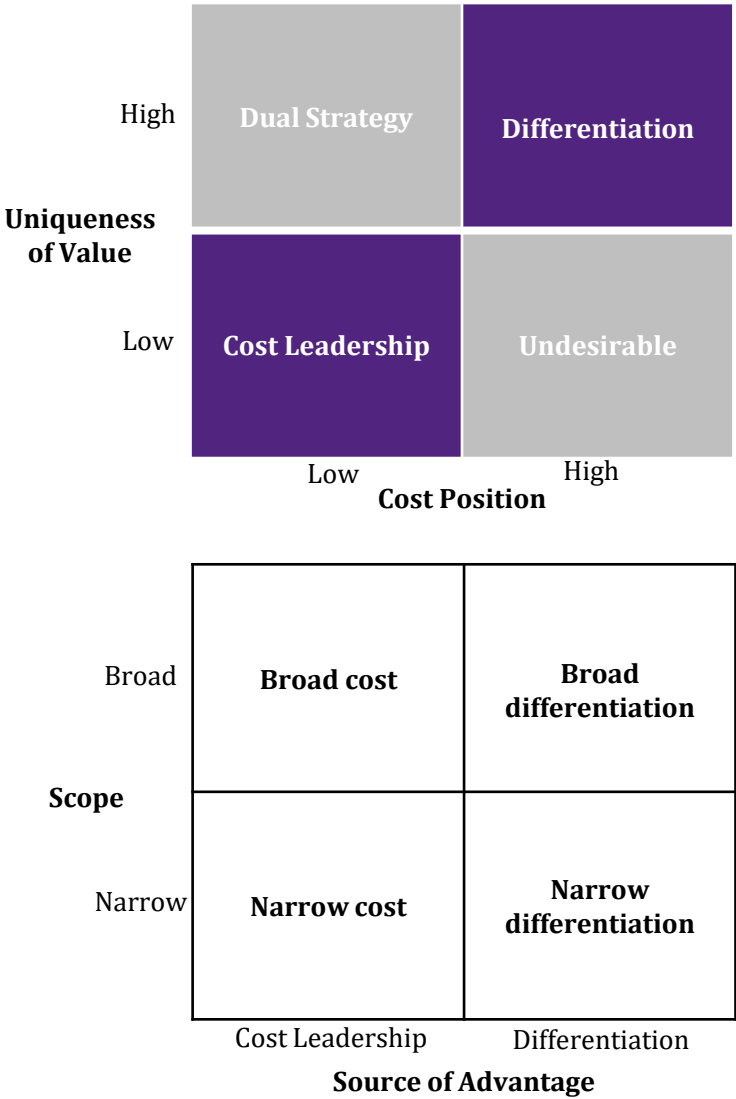 High
Dual Strategy
Differentiation
Uniqueness
of Value
Low
Cost Leadership
Undesirable
Low
High
Cost Position
Broad
Broad cost
Broad
differentiation
Scope
Narrow
Narrow cost
Narrow
differentiation
Cost Leadership
Differentiation
Source of Advantage